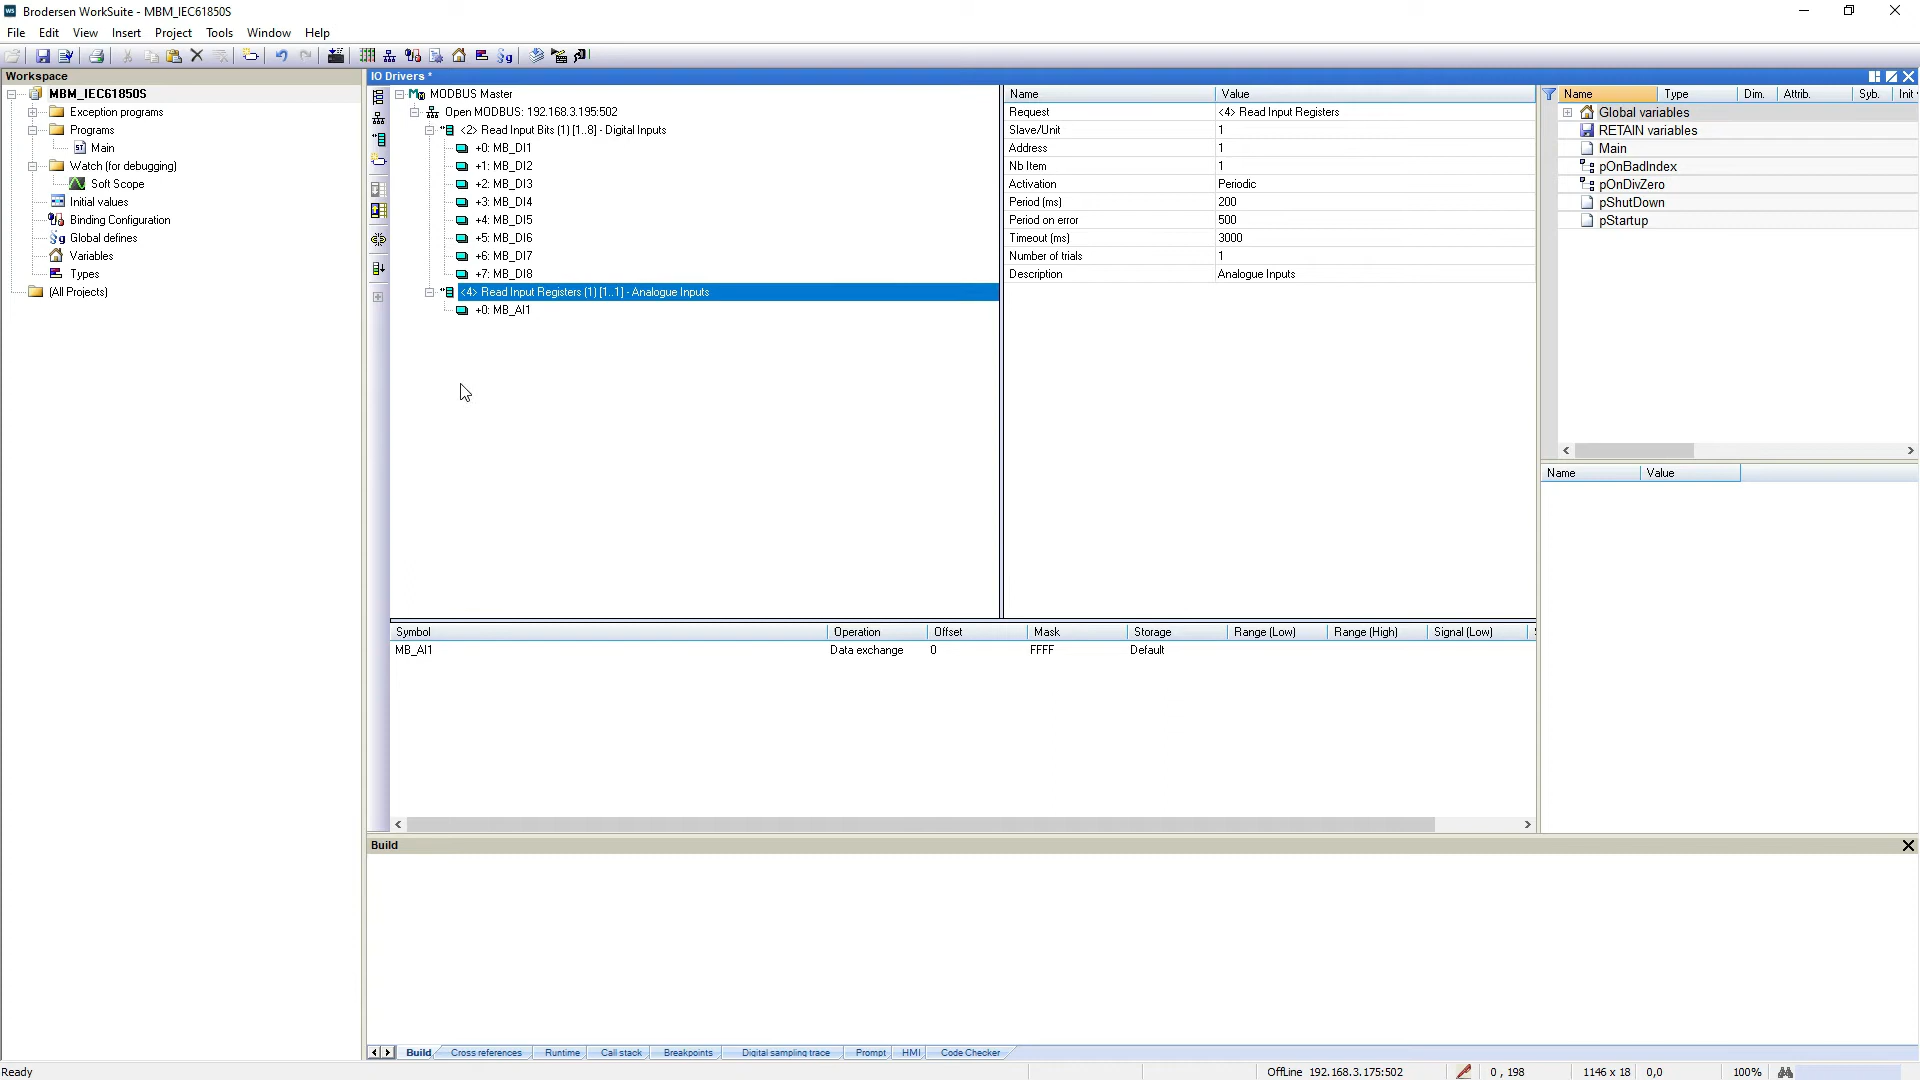 Brodersen WorkSuite - MBM_IEC61850S
File Edit View Insert Project Tools Window Help
Workspace
MBM_IEC61850S
Exception programs
Programs
Main
Watch (for debugging)
Soft Scope
Initial values
Binding Configuration
Global defines
Variables
Types
(All Projects)
IO Drivers *
MODBUS Master
Open MODBUS: 192.168.3.195:502
<2> Read Input Bits (1) [1..8] - Digital Inputs
+0: MB_DI1
+1: MB_DI2
+2: MB_DI3
+3: MB_DI4
+4: MB_DI5
+5: MB_DI6
+6: MB_DI7
+7: MB_DI8
<4> Read Input Registers (1) [1..1] - Analogue Inputs
+0: MB_AI1
Name Value
Request <4> Read Input Registers
Slave/Unit 1
Address 1
Nb Item 1
Activation Periodic
Period (ms) 200
Period on error 500
Timeout (ms) 3000
Number of trials 1
Description Analogue Inputs
Name Type Dim. Attrib. Syb. Init
Global variables
RETAIN variables
Main
pOnBadIndex
pOnDivZero
pShutDown
pStartup
Name Value
Symbol Operation Offset Mask Storage Range (Low) Range (High) Signal (Low)
MB_AI1 Data exchange 0 FFFF Default
Build
Build Cross references Runtime Call stack Breakpoints Digital sampling trace Prompt HMI Code Checker
Ready OffLine 192.168.3.175:502 0 , 198 1146 x 18 0,0 100%